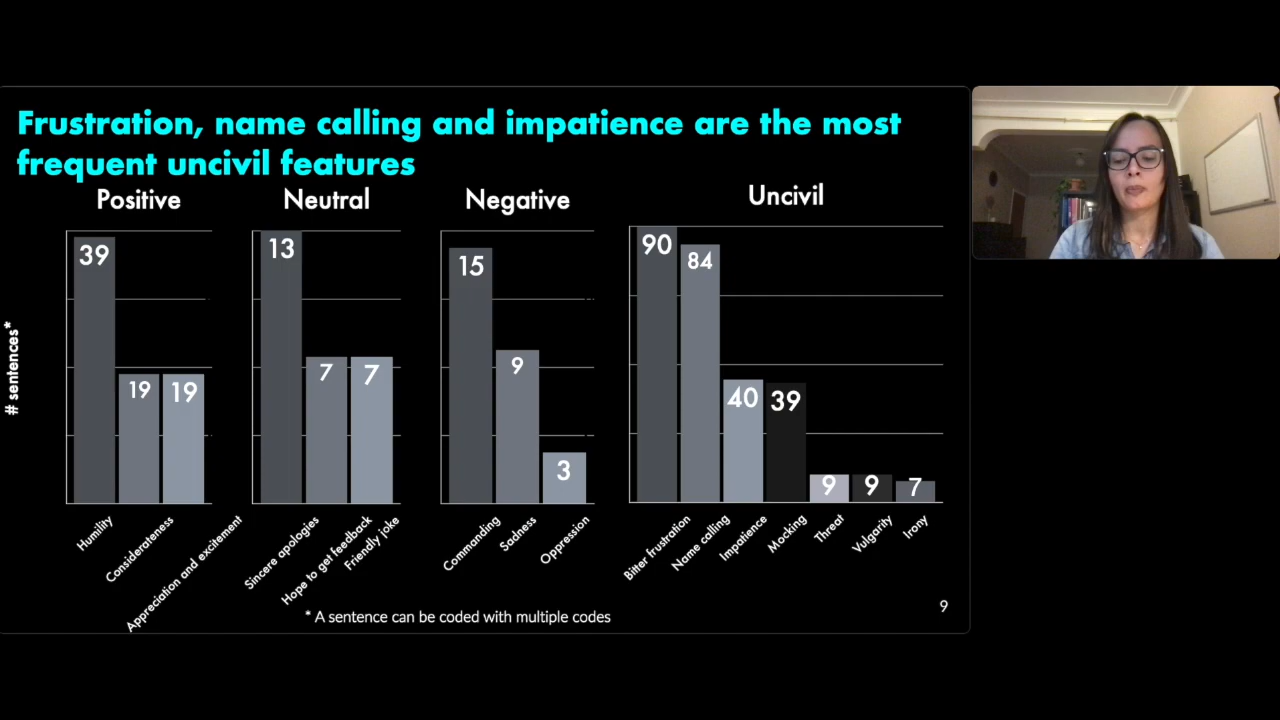 Frustration, name calling and impatience are the most
frequent uncivil features
Positive
Neutral
Negative
Uncivil
# sentences*
39
19
19
Humility
Considerateness
Appreciation and excitement
13
7
7
Sincere apologies
Hope to get feedback
Friendly joke
15
9
3
Commanding
Sadness
Oppression
90
84
40
39
9
9
7
Bitter frustration
Name calling
Impatience
Mocking
Threat
Vulgarity
Irony
* A sentence can be coded with multiple codes
9